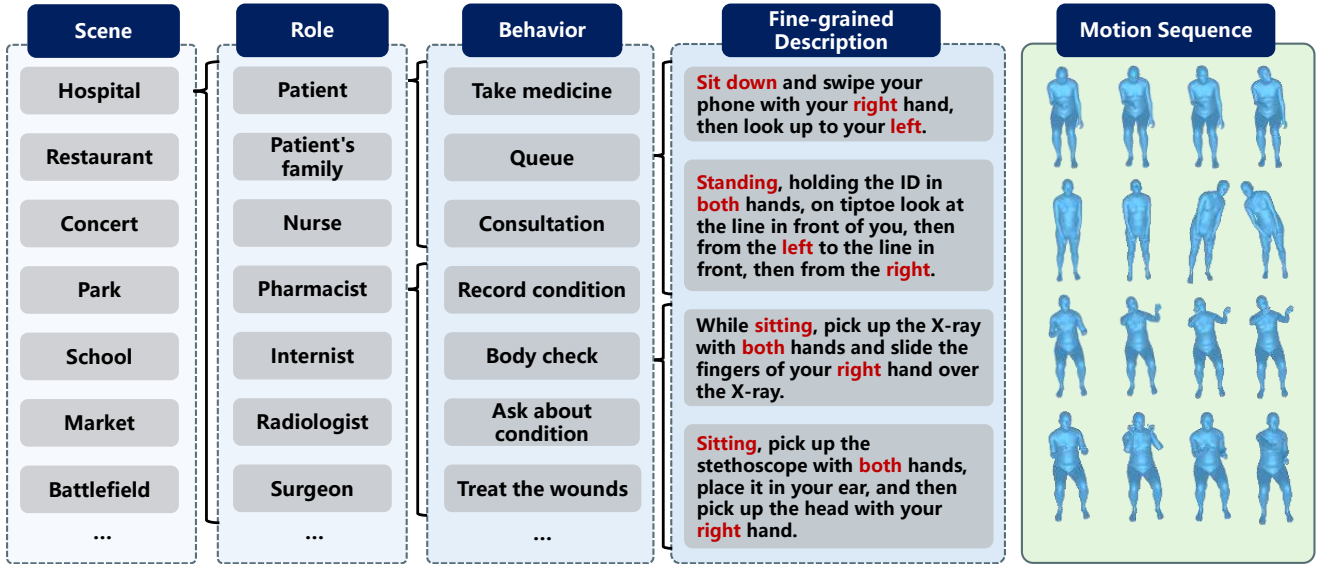 Scene
Hospital
Restaurant
Concert
Park
School
Market
Battlefield
...
Role
Patient
Patient's
family
Nurse
Pharmacist
Internist
Radiologist
Surgeon
...
Behavior
Take medicine
Queue
Consultation
Record condition
Body check
Ask about
condition
Treat the wounds
...
Fine-grained
Description
Sit down and swipe your
phone with your right hand,
then look up to your left.
Standing, holding the ID in
both hands, on tiptoe look at
the line in front of you, then
from the left to the line in
front, then from the right.
While sitting, pick up the X-ray
with both hands and slide the
fingers of your right hand over
the X-ray.
Sitting, pick up the
stethoscope with both hands,
place it in your ear, and then
pick up the head with your
right hand.
Motion Sequence